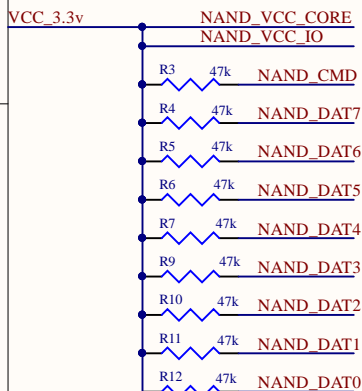 VCC_3.3v NAND_VCC_CORE
NAND_VCC_IO
R3 47k NAND_CMD
R4 47k NAND_DAT7
R5 47k NAND_DAT6
R6 47k NAND_DAT5
R7 47k NAND_DAT4
R9 47k NAND_DAT3
R10 47k NAND_DAT2
R11 47k NAND_DAT1
R12 47k NAND_DAT0